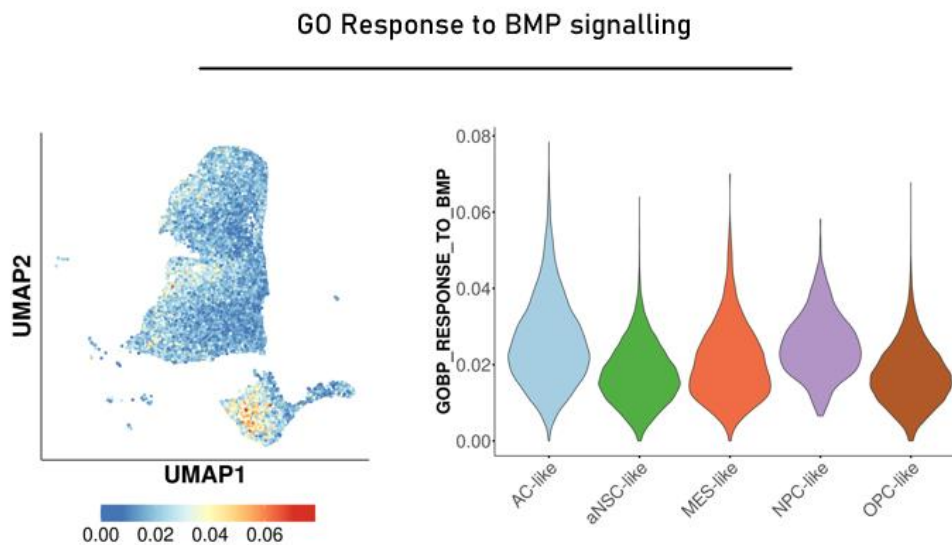 GO Response to BMP signalling
UMAP2
UMAP1
0.00 0.02 0.04 0.06
GOBP_RESPONSE_TO_BMP
0.08
0.06
0.04
0.02
0.00
AC-like
aNSC-like
MES-like
NPC-like
OPC-like